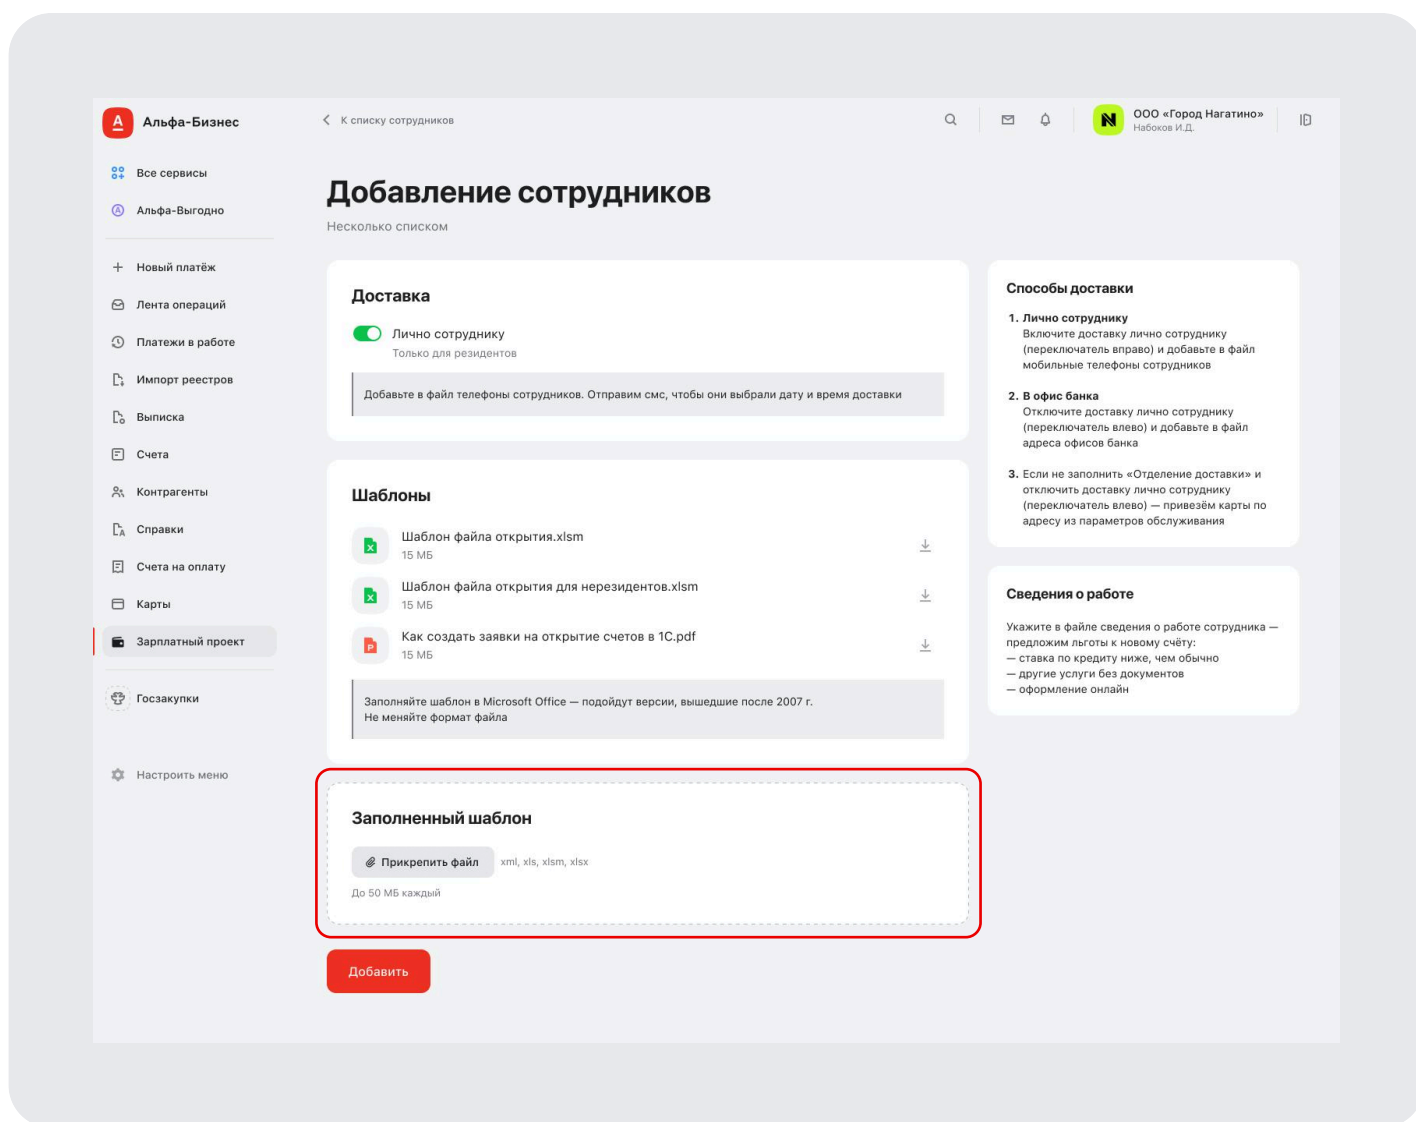 А Альфа-Бизнес
К списку сотрудников
N
ООО «Город Нагатино»
Набоков И.Д.
Все сервисы
Альфа-Выгодно
Новый платёж
Лента операций
Платежи в работе
Импорт реестров
Выписка
Счета
Контрагенты
Справки
Счета на оплату
Карты
Зарплатный проект
Госзакупки
Настроить меню
Добавление сотрудников
Несколько списком
Доставка
Лично сотруднику
Только для резидентов
Добавьте в файл телефоны сотрудников. Отправим смс, чтобы они выбрали дату и время доставки
Шаблоны
Шаблон файла открытия.xlsm
15 МБ
Шаблон файла открытия для нерезидентов.xlsm
15 МБ
Как создать заявки на открытие счетов в 1С.pdf
15 МБ
Заполняйте шаблон в Microsoft Office — подойдут версии, вышедшие после 2007 г.
Не меняйте формат файла
Заполненный шаблон
Прикрепить файл xml, xls, xlsm, xlsx
До 50 МБ каждый
Добавить
Способы доставки
1. Лично сотруднику
Включите доставку лично сотруднику
(переключатель вправо) и добавьте в файл
мобильные телефоны сотрудников
2. В офис банка
Отключите доставку лично сотруднику
(переключатель влево) и добавьте в файл
адреса офисов банка
3. Если не заполнить «Отделение доставки» и
отключить доставку лично сотруднику
(переключатель влево) — привезём карты по
адресу из параметров обслуживания
Сведения о работе
Укажите в файле сведения о работе сотрудника —
предложим льготы к новому счёту:
— ставка по кредиту ниже, чем обычно
— другие услуги без документов
— оформление онлайн